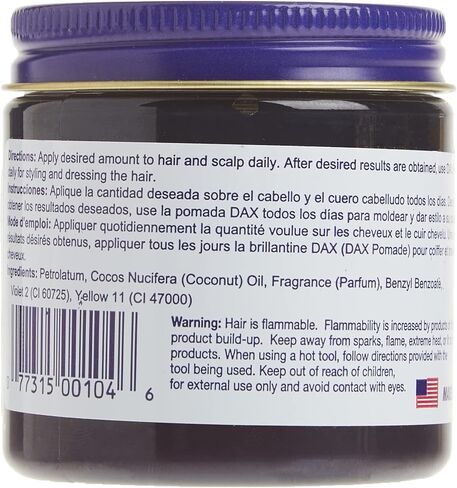 Directions: Apply desired amount to hair and scalp daily. After desired results are obtained, use
daily for styling and dressing the hair.
Instrucciones: Aplique la cantidad deseada sobre el cabello y el cuero cabelludo todos los días.
obtener los resultados deseados, use la pomada DAX todos los días para moldear y dar estilo a su
Mode d'emploi: Appliquer quotidiennement la quantité voulue sur les cheveux et le cuir chevelu.
résultats désirés obtenus, appliquer tous les jours la brillantine DAX (DAX Pomade) pour coiffer et
cheveux.
Ingredients: Petrolatum, Cocos Nucifera (Coconut) Oil, Fragrance (Parfum), Benzyl Benzoate,
Violet 2 (CI 60725), Yellow 11 (CI 47000)
Warning: Hair is flammable. Flammability is increased by products or
product build-up. Keep away from sparks, flame, extreme heat, or
products. When using a hot tool, follow directions provided with the
tool being used. Keep out of reach of children,
for external use only and avoid contact with eyes.
77315 00104 6